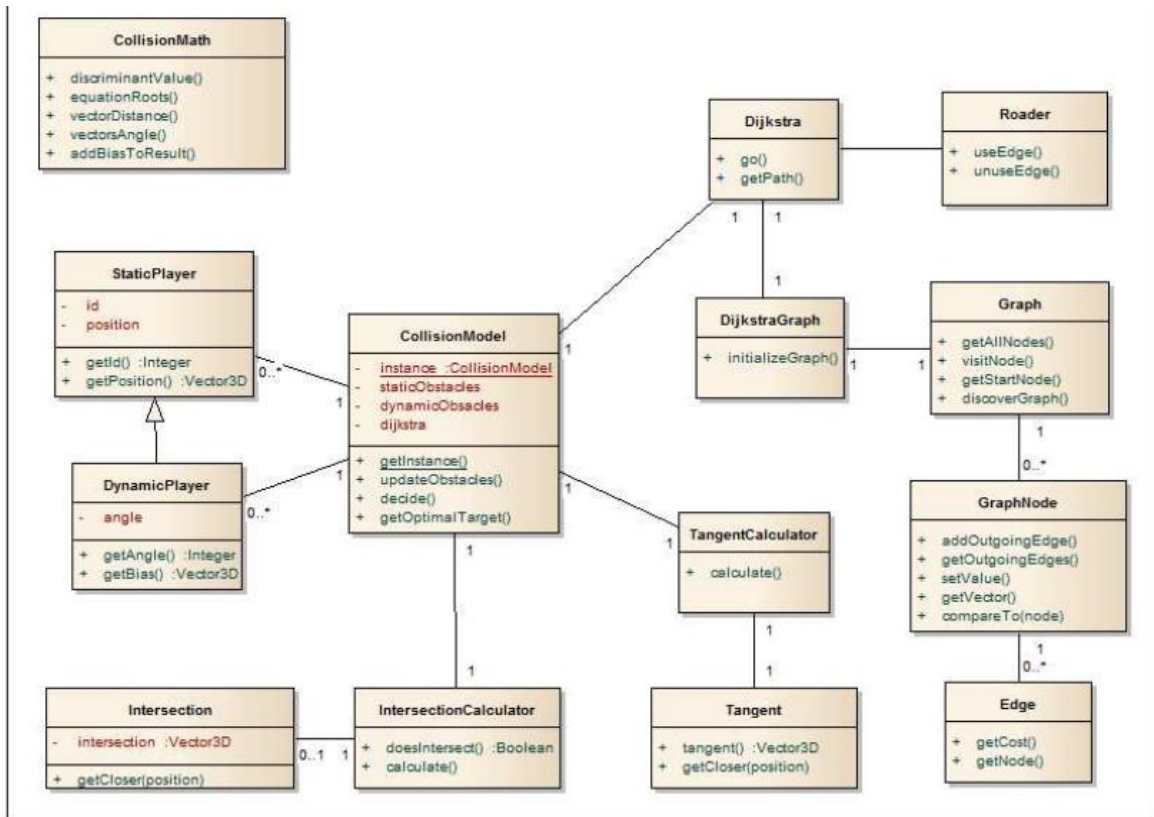 CollisionMath
+ discriminantValue()
+ equationRoots()
+ vectorDistance()
+ vectorsAngle()
+ addBiasToResult()
Dijkstra
+ go()
+ getPath()
Roader
+ useEdge()
+ unuseEdge()
1
1
1
StaticPlayer
- id
- position
+ getId() :Integer
+ getPosition() :Vector3D
0..*
1
CollisionModel
- instance :CollisionModel
- staticObstacles
- dynamicObsacles
- dijkstra
+ getInstance()
+ updateObstacles()
+ decide()
+ getOptimalTarget()
1
1
1
1
DijkstraGraph
+ initializeGraph()
1
1
Graph
+ getAllNodes()
+ visitNode()
+ getStartNode()
+ discoverGraph()
1
0..*
DynamicPlayer
- angle
+ getAngle() :Integer
+ getBias() :Vector3D
0..*
GraphNode
+ addOutgoingEdge()
+ getOutgoingEdges()
+ setValue()
+ getVector()
+ compareTo(node)
1
0..*
1
TangentCalculator
+ calculate()
1
1
1
Intersection
- intersection :Vector3D
+ getCloser(position)
0..1
1
IntersectionCalculator
+ doesIntersect() :Boolean
+ calculate()
Tangent
+ tangent() :Vector3D
+ getCloser(position)
Edge
+ getCost()
+ getNode()